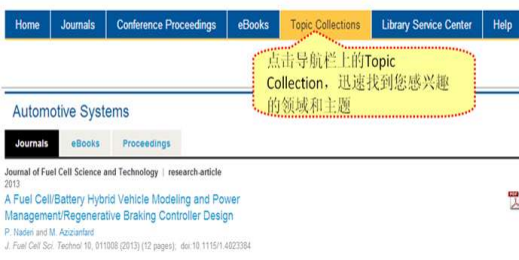 Home Journals Conference Proceedings eBooks Topic Collections Library Service Center Help
点击导航栏上的Topic
Collection，迅速找到您感兴趣
的领域和主题
Automotive Systems
Journals eBooks Proceedings
Journal of Fuel Cell Science and Technology | research-article
2013
A Fuel Cell/Battery Hybrid Vehicle Modeling and Power
Management/Regenerative Braking Controller Design
P. Naderi and M. Azizianfard
J. Fuel Cell Sci. Technol 10, 011008 (2013) (12 pages); doi:10.1115/1.4023384